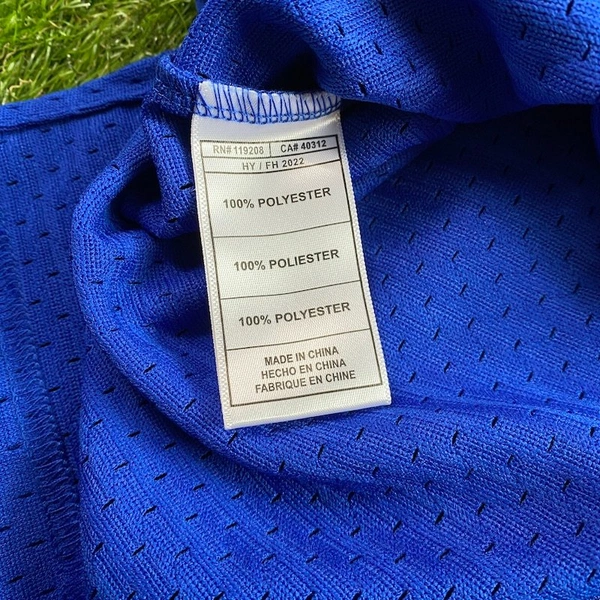 RN# 119208 CA# 40312
HY / FH 2022
100% POLYESTER
100% POLIESTER
100% POLYESTER
MADE IN CHINA
HECHO EN CHINA
FABRIQUE EN CHINE